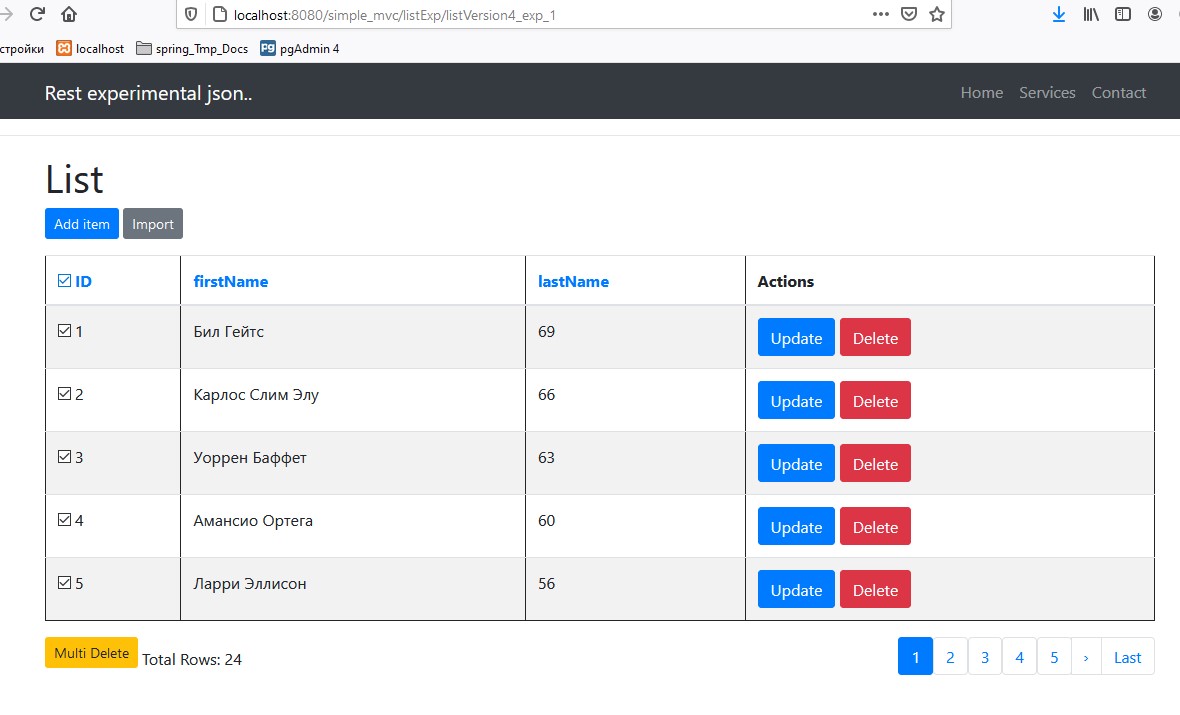 localhost:8080/simple_mvc/listExp/listVersion4_exp_1
стройки localhost spring_Tmp_Docs pgAdmin 4
Rest experimental json.. Home Services Contact
List
Add item Import
ID firstName lastName Actions
1 Бил Гейтс 69 Update Delete
2 Карлос Слим Элу 66 Update Delete
3 Уоррен Баффет 63 Update Delete
4 Амансио Ортега 60 Update Delete
5 Ларри Эллисон 56 Update Delete
Multi Delete Total Rows: 24 1 2 3 4 5 › Last